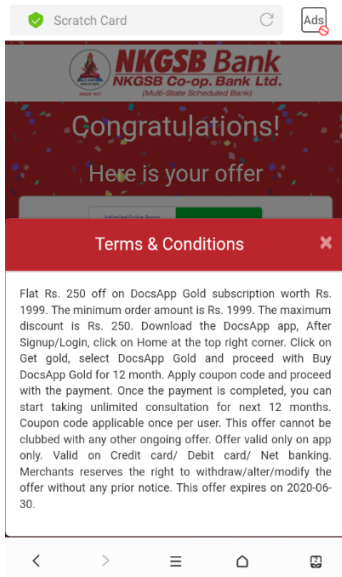 Scratch Card
Ads
NKGSB Bank
NKGSB Co-op. Bank Ltd.
(Multi-State Scheduled Bank)
SINCE 1917
Congratulations!
Here is your offer
Terms & Conditions
×
Flat Rs. 250 off on DocsApp Gold subscription worth Rs.
1999. The minimum order amount is Rs. 1999. The maximum
discount is Rs. 250. Download the DocsApp app, After
Signup/Login, click on Home at the top right corner. Click on
Get gold, select DocsApp Gold and proceed with Buy
DocsApp Gold for 12 month. Apply coupon code and proceed
with the payment. Once the payment is completed, you can
start taking unlimited consultation for next 12 months.
Coupon code applicable once per user. This offer cannot be
clubbed with any other ongoing offer. Offer valid only on app
only. Valid on Credit card/ Debit card/ Net banking.
Merchants reserves the right to withdraw/alter/modify the
offer without any prior notice. This offer expires on 2020-06-
30.
2